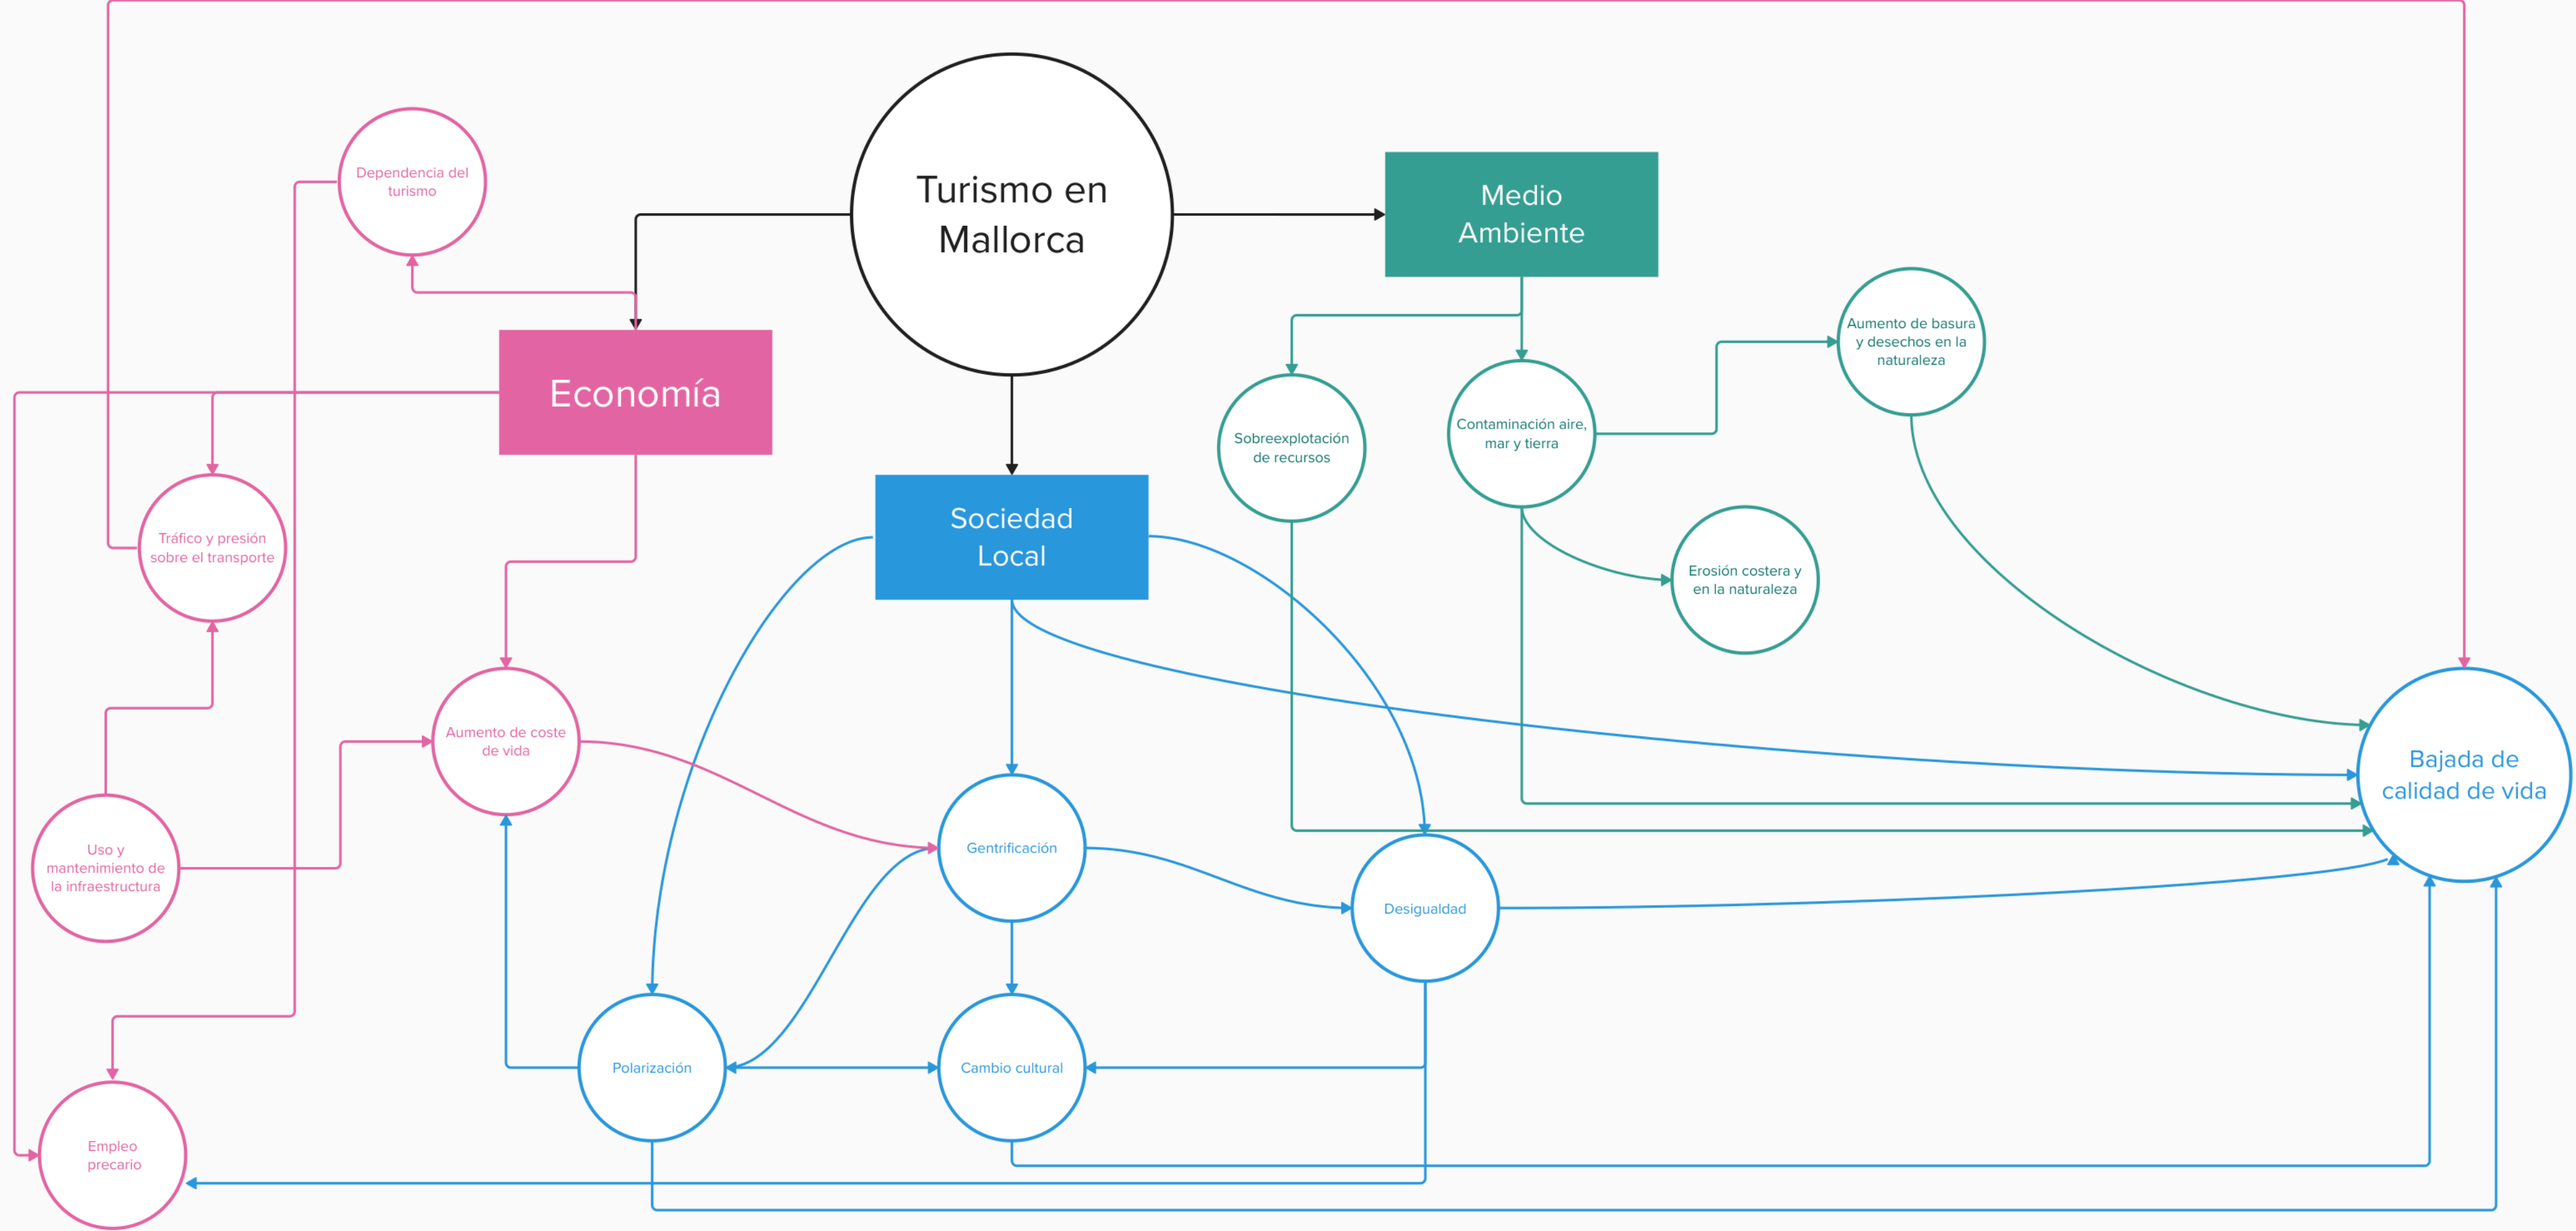 Dependencia del
turismo
Turismo en
Mallorca
Medio
Ambiente
Aumento de basura
y desechos en la
naturaleza
Economía
Sobreexplotación
de recursos
Contaminación aire,
mar y tierra
Sociedad
Local
Tráfico y presión
sobre el transporte
Erosión costera y
en la naturaleza
Aumento de coste
de vida
Bajada de
calidad de vida
Uso y
mantenimiento de
la infraestructura
Gentrificación
Desigualdad
Polarización
Cambio cultural
Empleo
precario